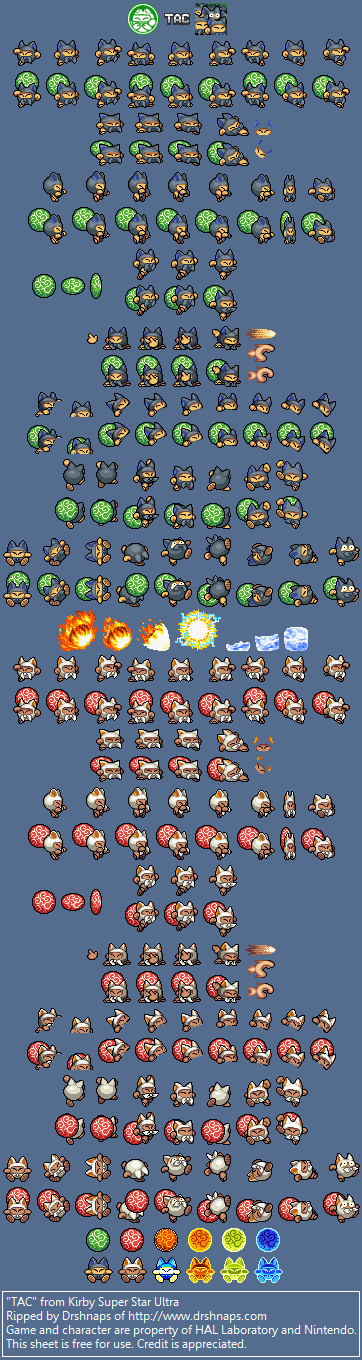 TAC
"TAC" from Kirby Super Star Ultra
Ripped by Drshnaps of http://www.drshnaps.com
Game and character are property of HAL Laboratory and Nintendo.
This sheet is free for use. Credit is appreciated.